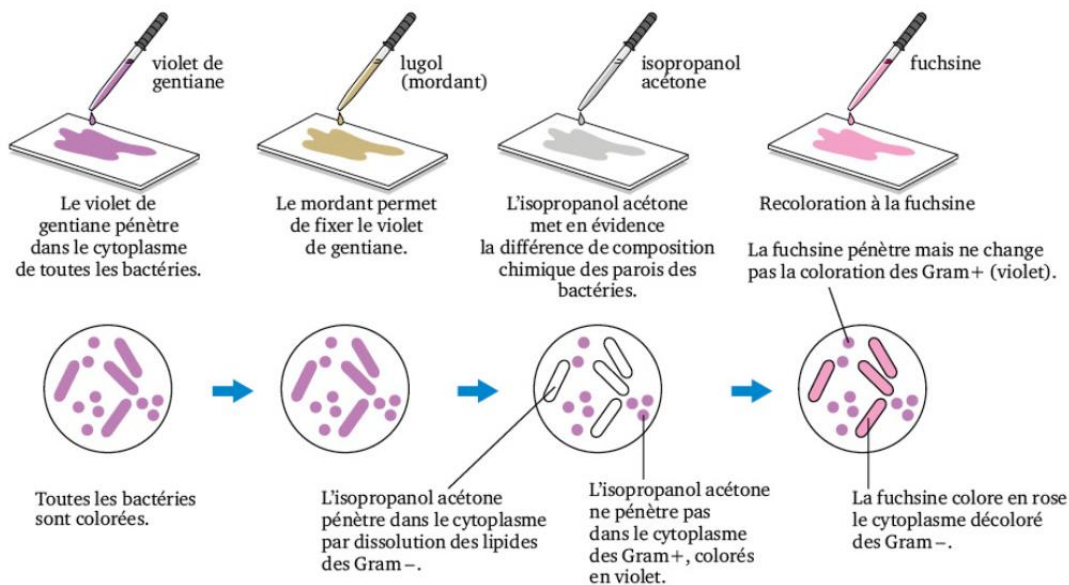 violet de
gentiane
lugol
(mordant)
isopropanol
acétone
fuchsine
Le violet de
gentiane pénètre
dans le cytoplasme
de toutes les bactéries.
Le mordant permet
de fixer le violet
de gentiane.
L’isopropanol acétone
met en évidence
la différence de composition
chimique des parois des
bactéries.
Recoloration à la fuchsine
La fuchsine pénètre mais ne change
pas la coloration des Gram+ (violet).
Toutes les bactéries
sont colorées.
L’isopropanol acétone
pénètre dans le cytoplasme
par dissolution des lipides
des Gram–.
L’isopropanol acétone
ne pénètre pas
dans le cytoplasme
des Gram+, colorés
en violet.
La fuchsine colore en rose
le cytoplasme décoloré
des Gram–.